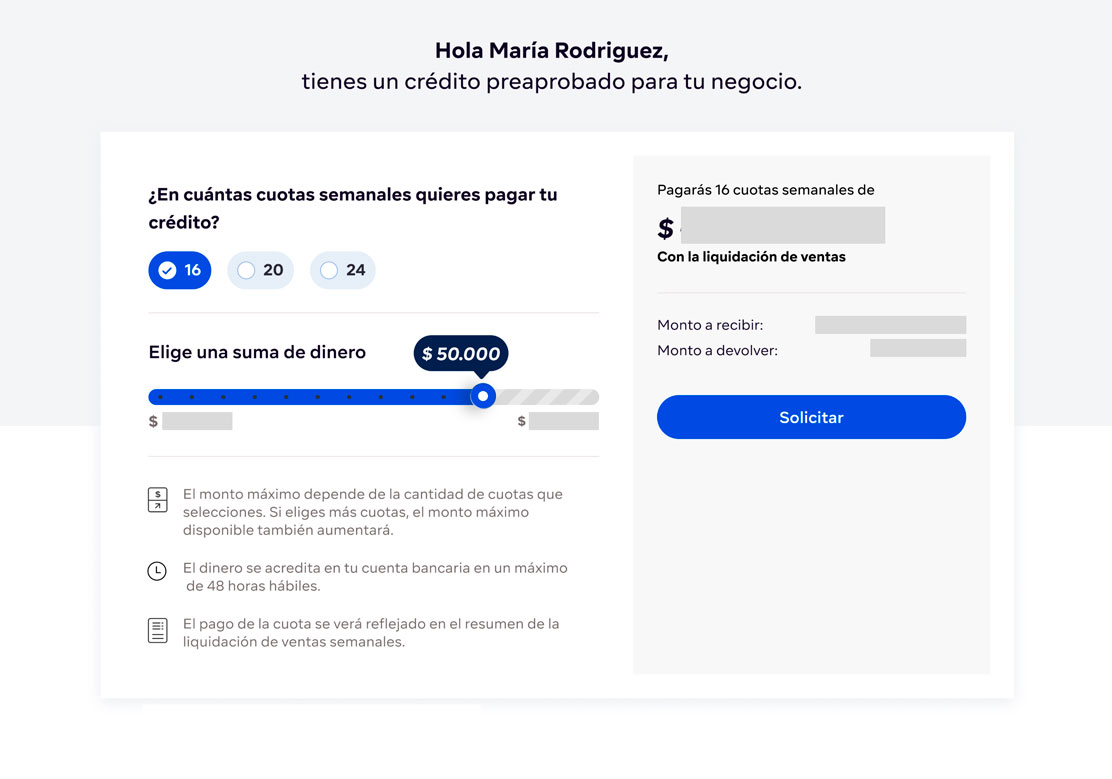 Hola María Rodriguez,
tienes un crédito preaprobado para tu negocio.
¿En cuántas cuotas semanales quieres pagar tu
crédito?
16
20
24
Elige una suma de dinero
$ 50.000
$
$
El monto máximo depende de la cantidad de cuotas que
selecciones. Si eliges más cuotas, el monto máximo
disponible también aumentará.
El dinero se acredita en tu cuenta bancaria en un máximo
de 48 horas hábiles.
El pago de la cuota se verá reflejado en el resumen de la
liquidación de ventas semanales.
Pagarás 16 cuotas semanales de
$
Con la liquidación de ventas
Monto a recibir:
Monto a devolver:
Solicitar